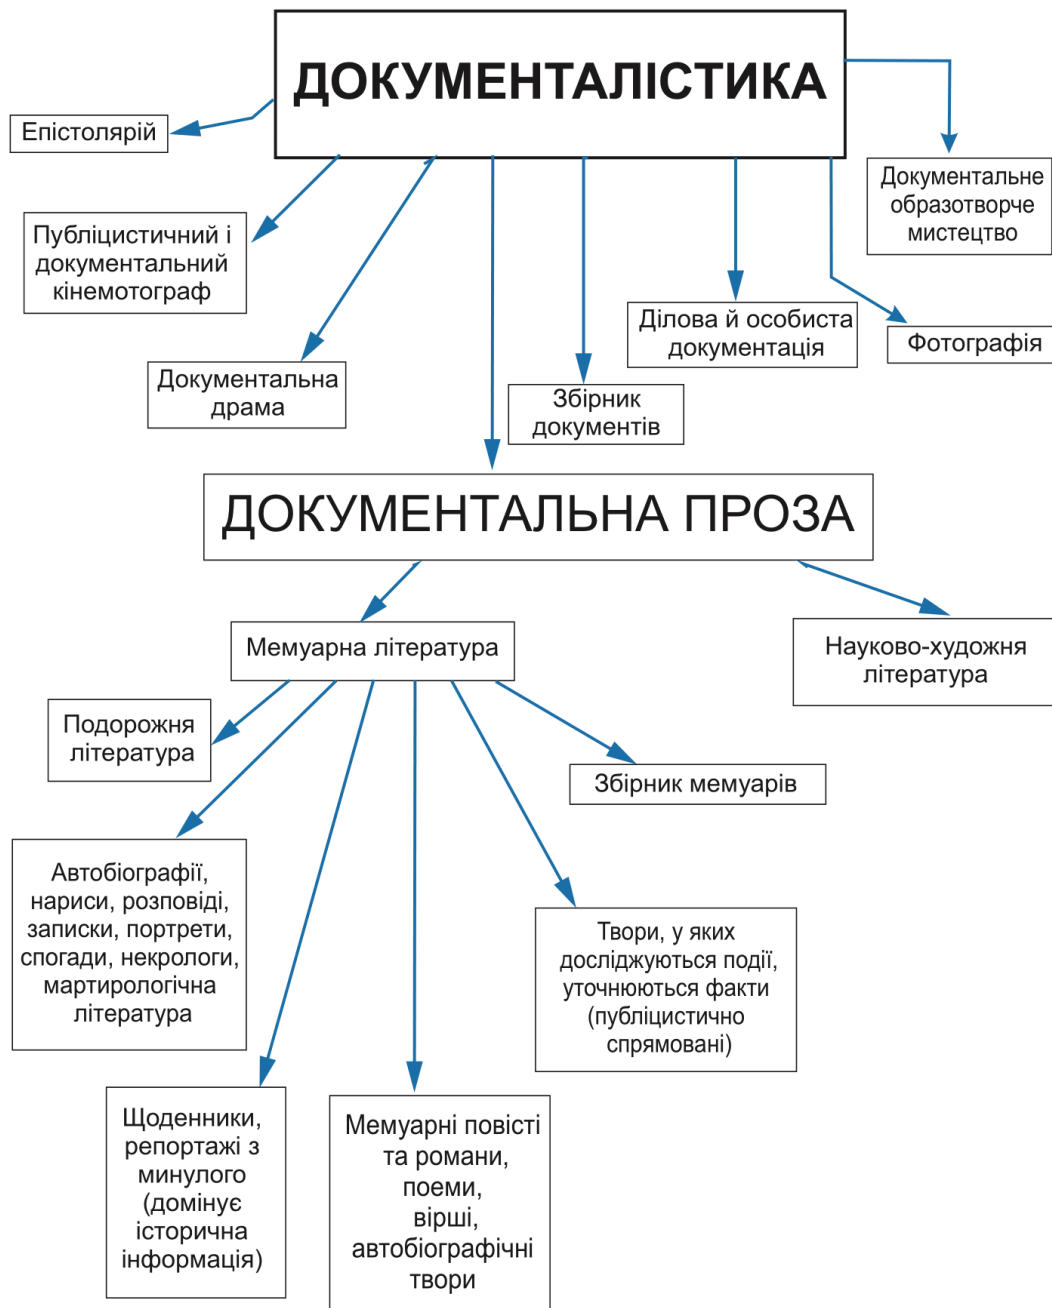 ДОКУМЕНТАЛІСТИКА
Епістолярій
Документальне
образотворче
мистецтво
Публіцистичний і
документальний
кінемотограф
Ділова й особиста
документація
Фотографія
Документальна
драма
Збірник
документів
ДОКУМЕНТАЛЬНА ПРОЗА
Мемуарна література
Науково-художня
література
Подорожня
література
Збірник мемуарів
Автобіографії,
нариси, розповіді,
записки, портрети,
спогади, некрологи,
мартирологічна
література
Твори, у яких
досліджуються події,
уточнюються факти
(публіцистично
спрямовані)
Щоденники,
репортажі з
минулого
(домінує
історична
інформація)
Мемуарні повісті
та романи,
поеми,
вірші,
автобіографічні
твори